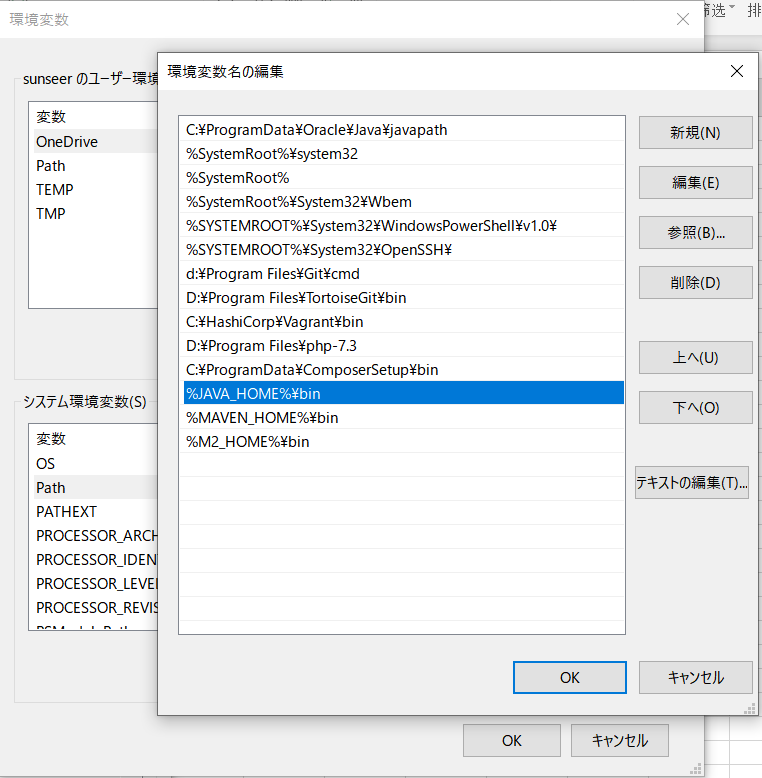 環境変数
筛选
排
sunseer のユーザー環境
変数
OneDrive
Path
TEMP
TMP
システム環境変数(S)
変数
OS
Path
PATHEXT
PROCESSOR_ARCH
PROCESSOR_IDEN
PROCESSOR_LEVEL
PROCESSOR_REVIS
環境変数名の編集
C:¥ProgramData¥Oracle¥Java¥javapath
%SystemRoot%¥system32
%SystemRoot%
%SystemRoot%¥System32¥Wbem
%SYSTEMROOT%¥System32¥WindowsPowerShell¥v1.0¥
%SYSTEMROOT%¥System32¥OpenSSH¥
d:¥Program Files¥Git¥cmd
D:¥Program Files¥TortoiseGit¥bin
C:¥HashiCorp¥Vagrant¥bin
D:¥Program Files¥php-7.3
C:¥ProgramData¥ComposerSetup¥bin
%JAVA_HOME%¥bin
%MAVEN_HOME%¥bin
%M2_HOME%¥bin
新規(N)
編集(E)
参照(B)...
削除(D)
上へ(U)
下へ(O)
テキストの編集(T)...
OK
キャンセル
OK
キャンセル